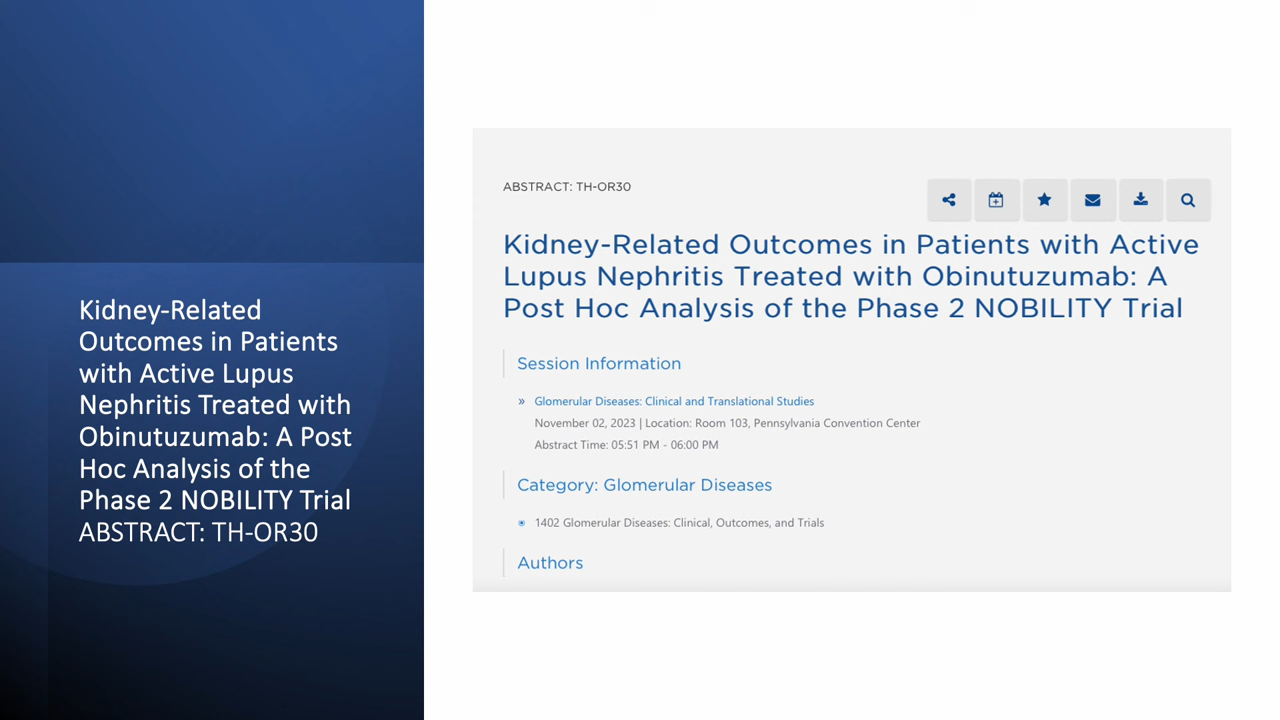 Kidney-Related
Outcomes in Patients
with Active Lupus
Nephritis Treated with
Obinutuzumab: A Post
Hoc Analysis of the
Phase 2 NOBILITY Trial
ABSTRACT: TH-OR30
ABSTRACT: TH-OR30
Kidney-Related Outcomes in Patients with Active
Lupus Nephritis Treated with Obinutuzumab: A
Post Hoc Analysis of the Phase 2 NOBILITY Trial
Session Information
» Glomerular Diseases: Clinical and Translational Studies
November 02, 2023 | Location: Room 103, Pennsylvania Convention Center
Abstract Time: 05:51 PM - 06:00 PM
Category: Glomerular Diseases
1402 Glomerular Diseases: Clinical, Outcomes, and Trials
Authors